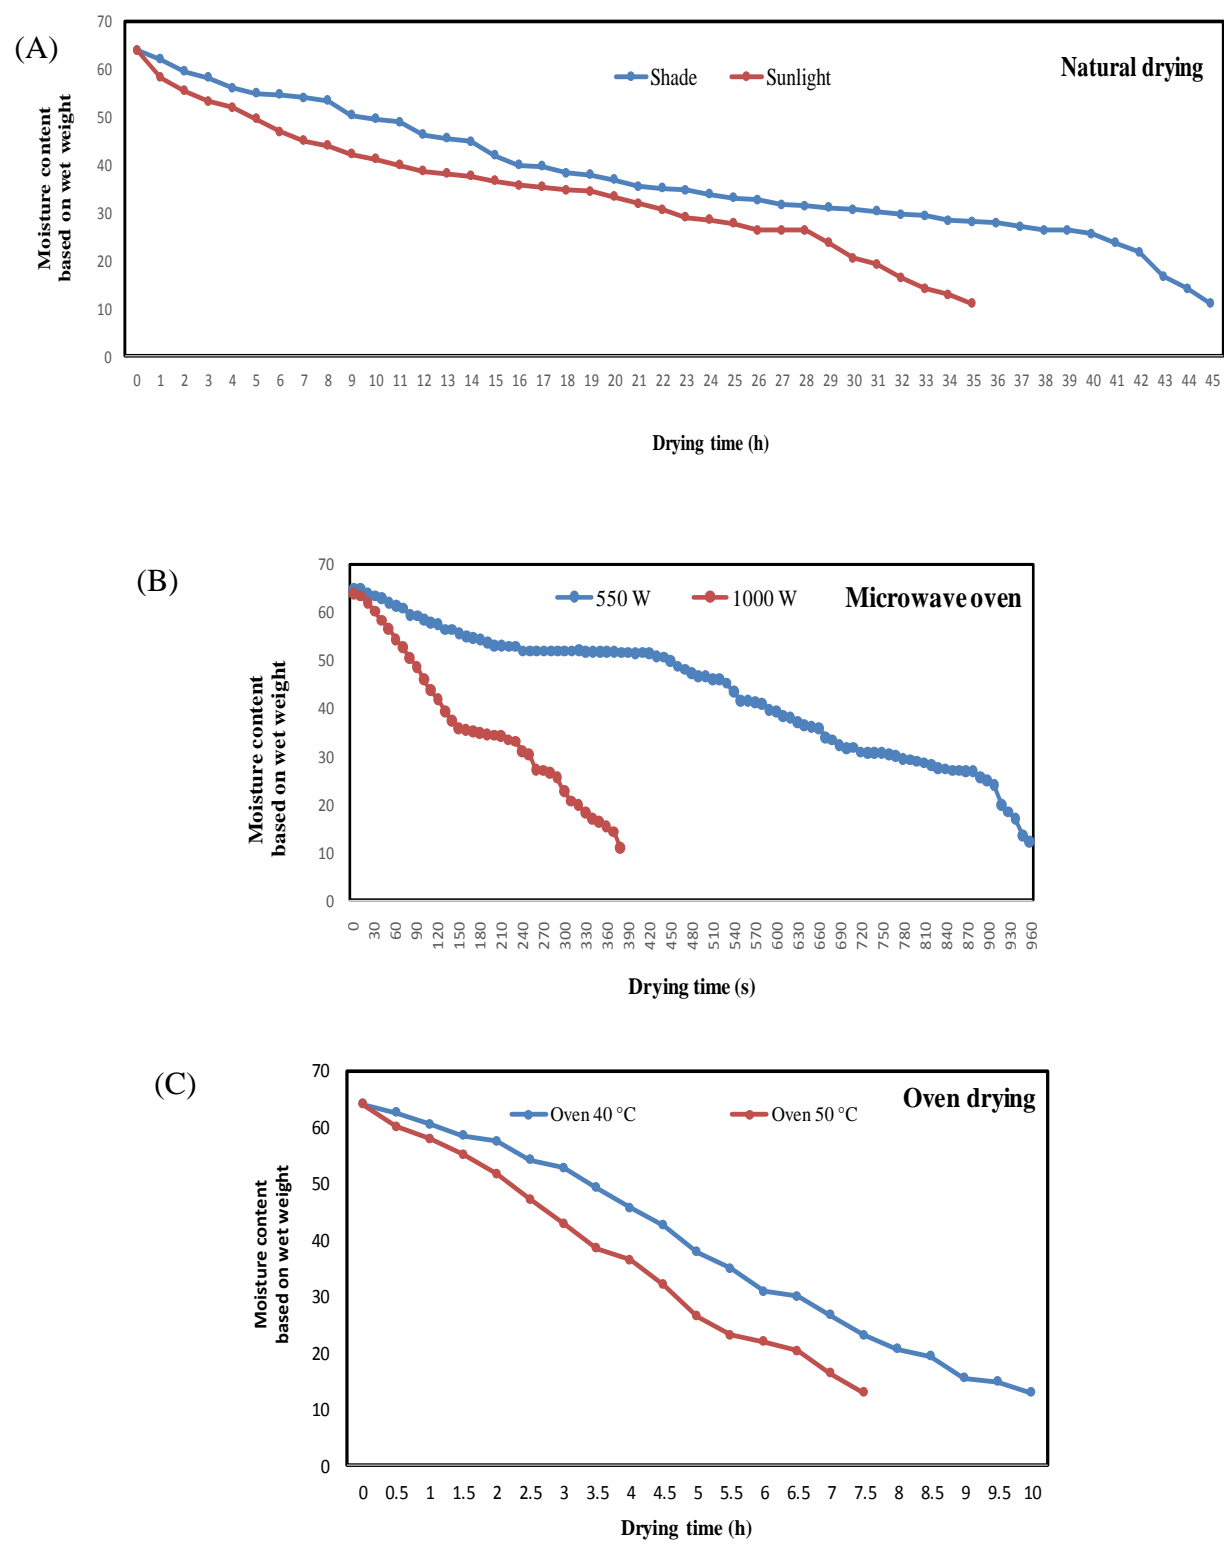 (A)
Natural drying
Shade Sunlight
Moisture content
based on wet weight
70
60
50
40
30
20
10
0
0 1 2 3 4 5 6 7 8 9 10 11 12 13 14 15 16 17 18 19 20 21 22 23 24 25 26 27 28 29 30 31 32 33 34 35 36 37 38 39 40 41 42 43 44 45
Drying time (h)
(B)
Microwave oven
550 W 1000 W
Moisture content
based on wet weight
70
60
50
40
30
20
10
0
0 30 60 90 120 150 180 210 240 270 300 330 360 390 420 450 480 510 540 570 600 630 660 690 720 750 780 810 840 870 900 930 960
Drying time (s)
(C)
Oven drying
Oven 40 °C Oven 50 °C
Moisture content
based on wet weight
70
60
50
40
30
20
10
0
0 0.5 1 1.5 2 2.5 3 3.5 4 4.5 5 5.5 6 6.5 7 7.5 8 8.5 9 9.5 10
Drying time (h)